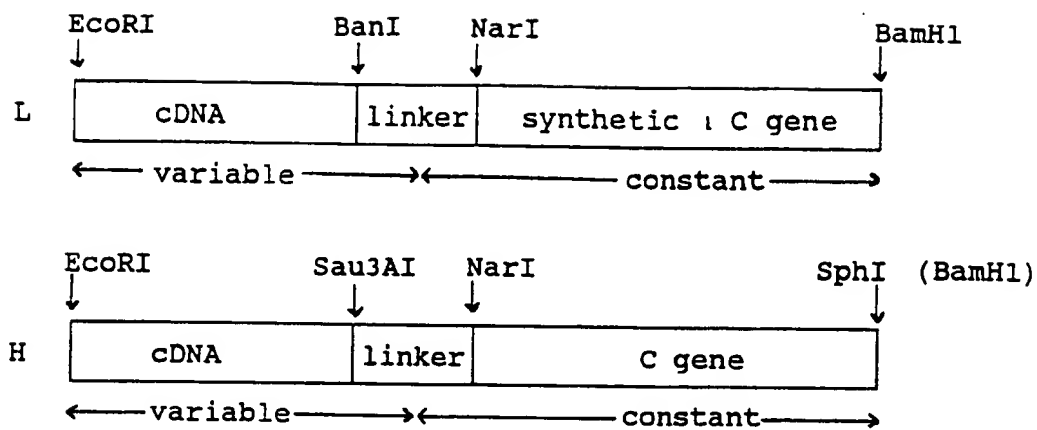 EcoRI BanI NarI BamH1
L cDNA linker synthetic ι C gene
variable constant
EcoRI Sau3AI NarI SphI (BamH1)
H cDNA linker C gene
variable constant